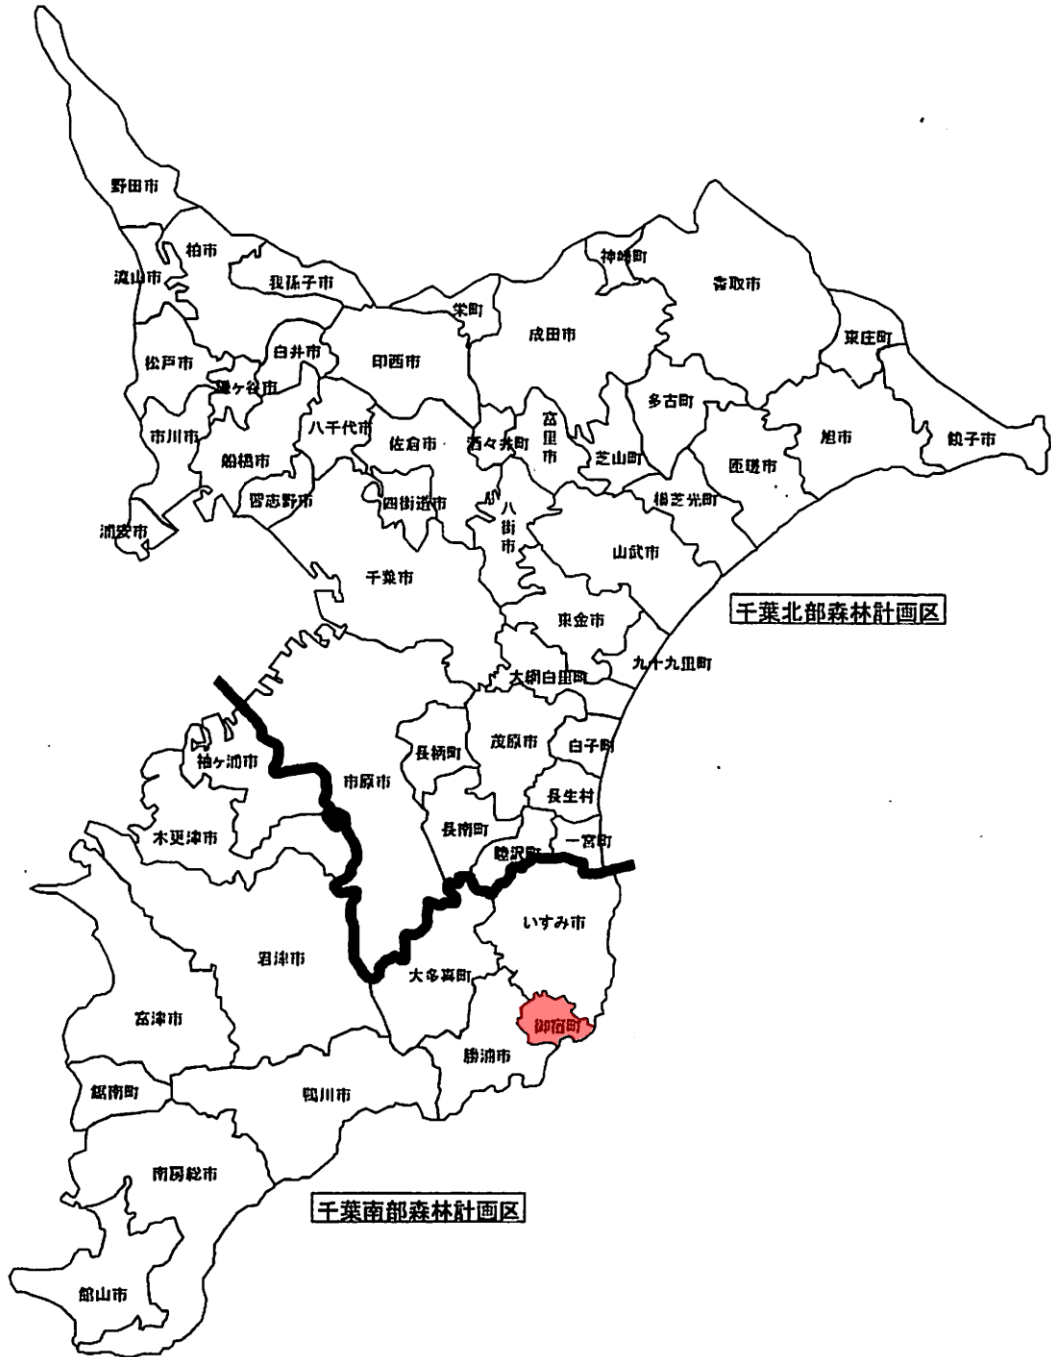 野田市
柏市
流山市
我孫子市
神崎町
香取市
栄町
成田市
東庄町
松戸市
白井市
印西市
鎌ヶ谷市
多古町
市川市
八千代市
佐倉市
酒々井町
富里市
芝山町
旭市
銚子市
船橋市
匝瑳市
習志野市
四街道市
八街市
横芝光町
浦安市
山武市
千葉市
千葉北部森林計画区
東金市
九十九里町
大網白里町
長柄町
茂原市
白子町
袖ヶ浦市
市原市
長生村
木更津市
長南町
睦沢町
一宮町
いすみ市
君津市
大多喜町
富津市
御宿町
勝浦市
鋸南町
鴨川市
南房総市
千葉南部森林計画区
館山市